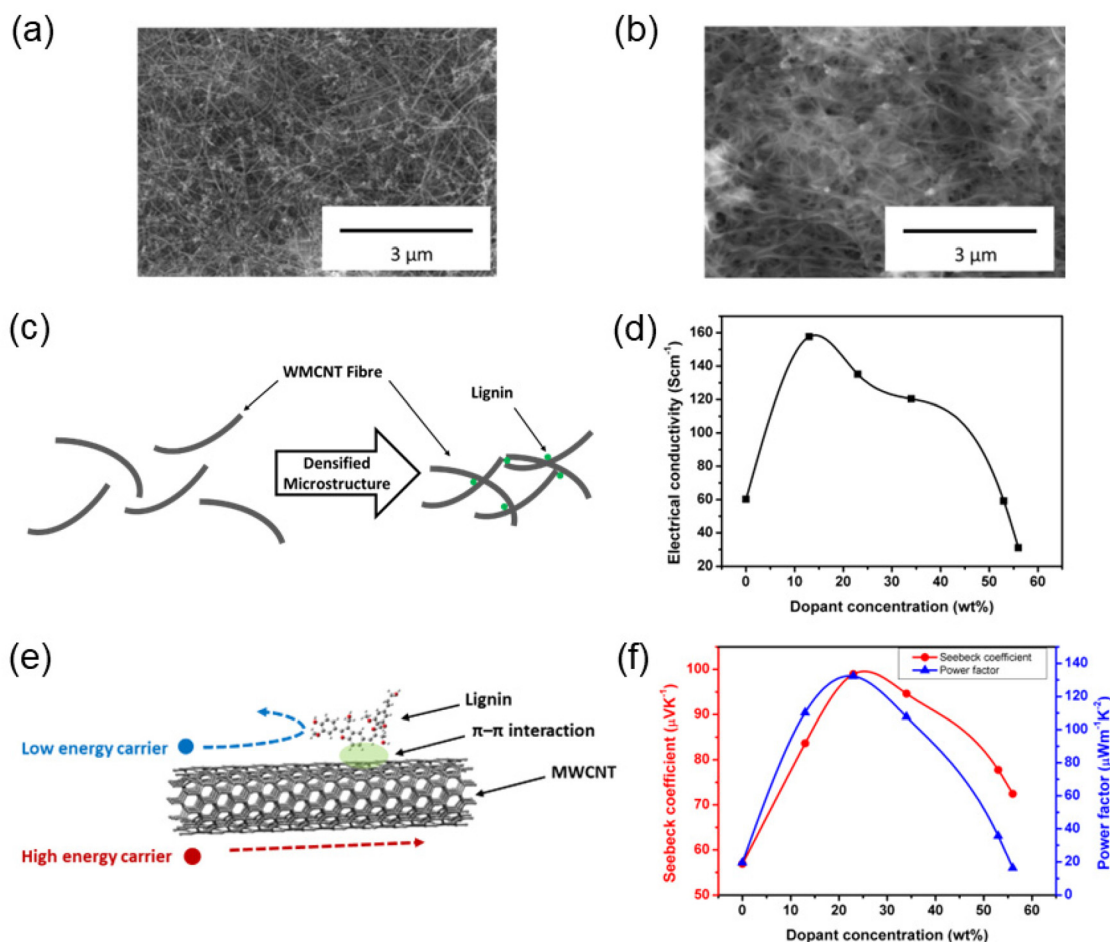 (a)
3 μm
(b)
3 μm
(c)
WMCNT Fibre
Lignin
Densified
Microstructure
(d)
Electrical conductivity (Scm⁻¹)
160
140
120
100
80
60
40
20
0 10 20 30 40 50 60
Dopant concentration (wt%)
(e)
Lignin
π–π interaction
MWCNT
Low energy carrier
High energy carrier
(f)
Seebeck coefficient
Power factor
Seebeck coefficient (μVK⁻¹)
100
90
80
70
60
50
Power factor (μWm⁻¹K⁻²)
140
120
100
80
60
40
20
0
0 10 20 30 40 50 60
Dopant concentration (wt%)